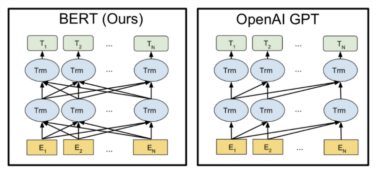 BERT (Ours)
T1 T2 ... TN
Trm Trm ... Trm
Trm Trm ... Trm
E1 E2 ... EN
OpenAI GPT
T1 T2 ... TN
Trm Trm ... Trm
Trm Trm ... Trm
E1 E2 ... EN